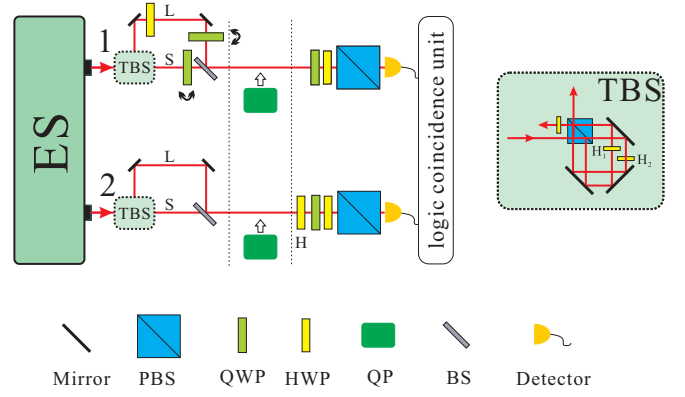 ES
1
TBS
L
S
2
TBS
L
S
H
logic coincidence unit
TBS
H₁
H₂
Mirror
PBS
QWP
HWP
QP
BS
Detector